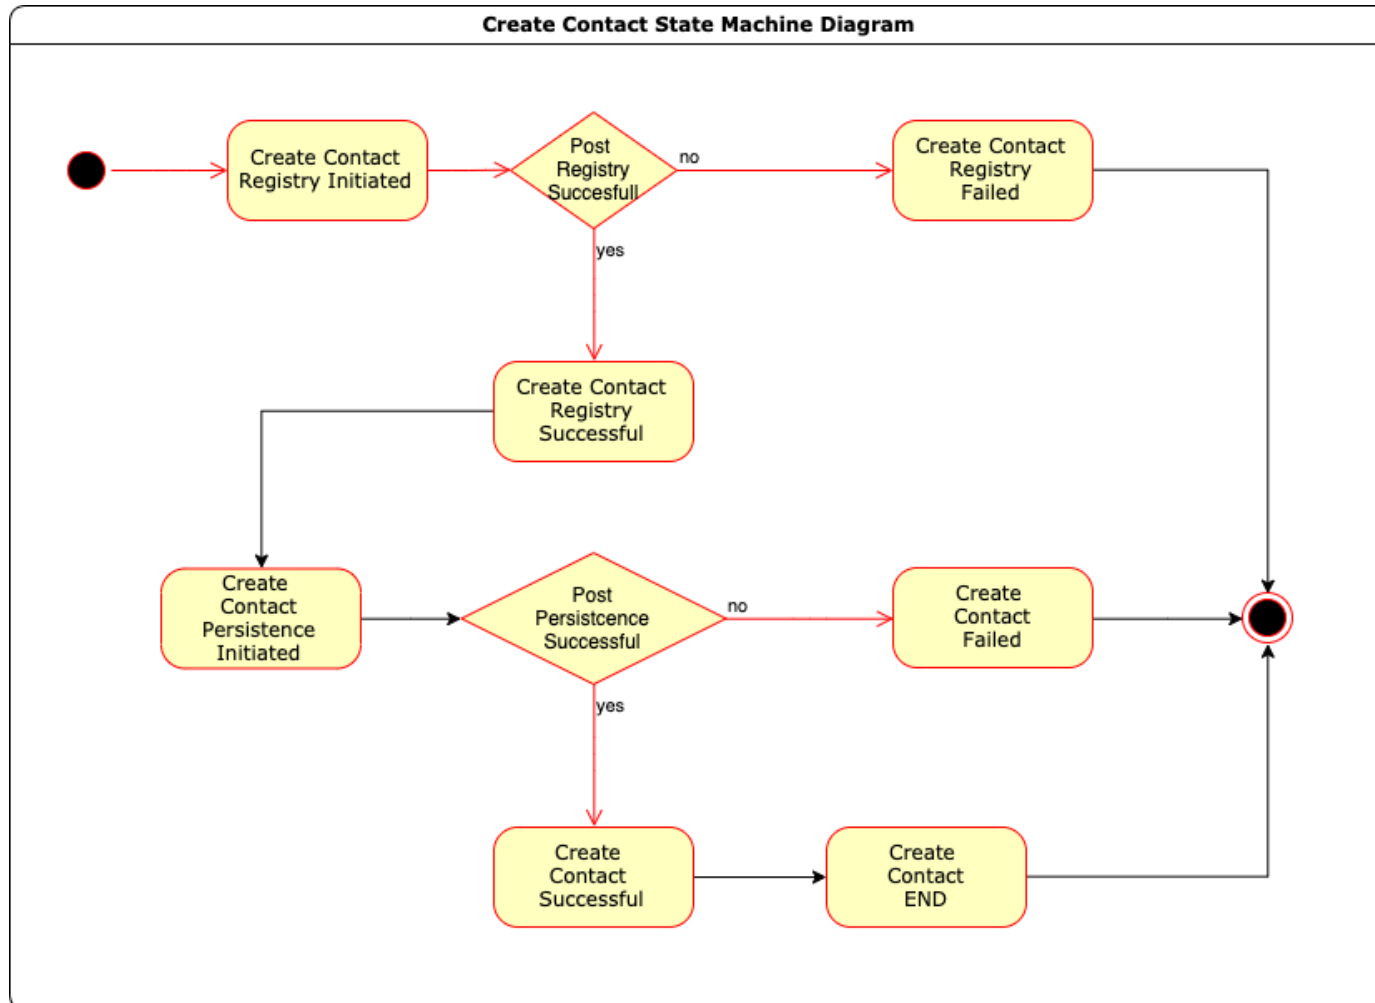 Create Contact State Machine Diagram
Create Contact
Registry Initiated
Post
Registry
Succesfull
no
Create Contact
Registry
Failed
yes
Create Contact
Registry
Successful
Create
Contact
Persistence
Initiated
Post
Persistcence
Successful
no
Create
Contact
Failed
yes
Create
Contact
Successful
Create
Contact
END